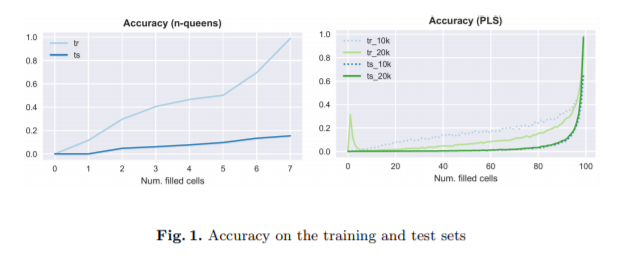 Accuracy (n-queens)
1.0
0.8
0.6
0.4
0.2
0.0
tr
ts
0 1 2 3 4 5 6 7
Num. filled cells
Accuracy (PLS)
1.0
0.8
0.6
0.4
0.2
0.0
tr_10k
tr_20k
ts_10k
ts_20k
0 20 40 60 80 100
Num. filled cells
Fig. 1. Accuracy on the training and test sets